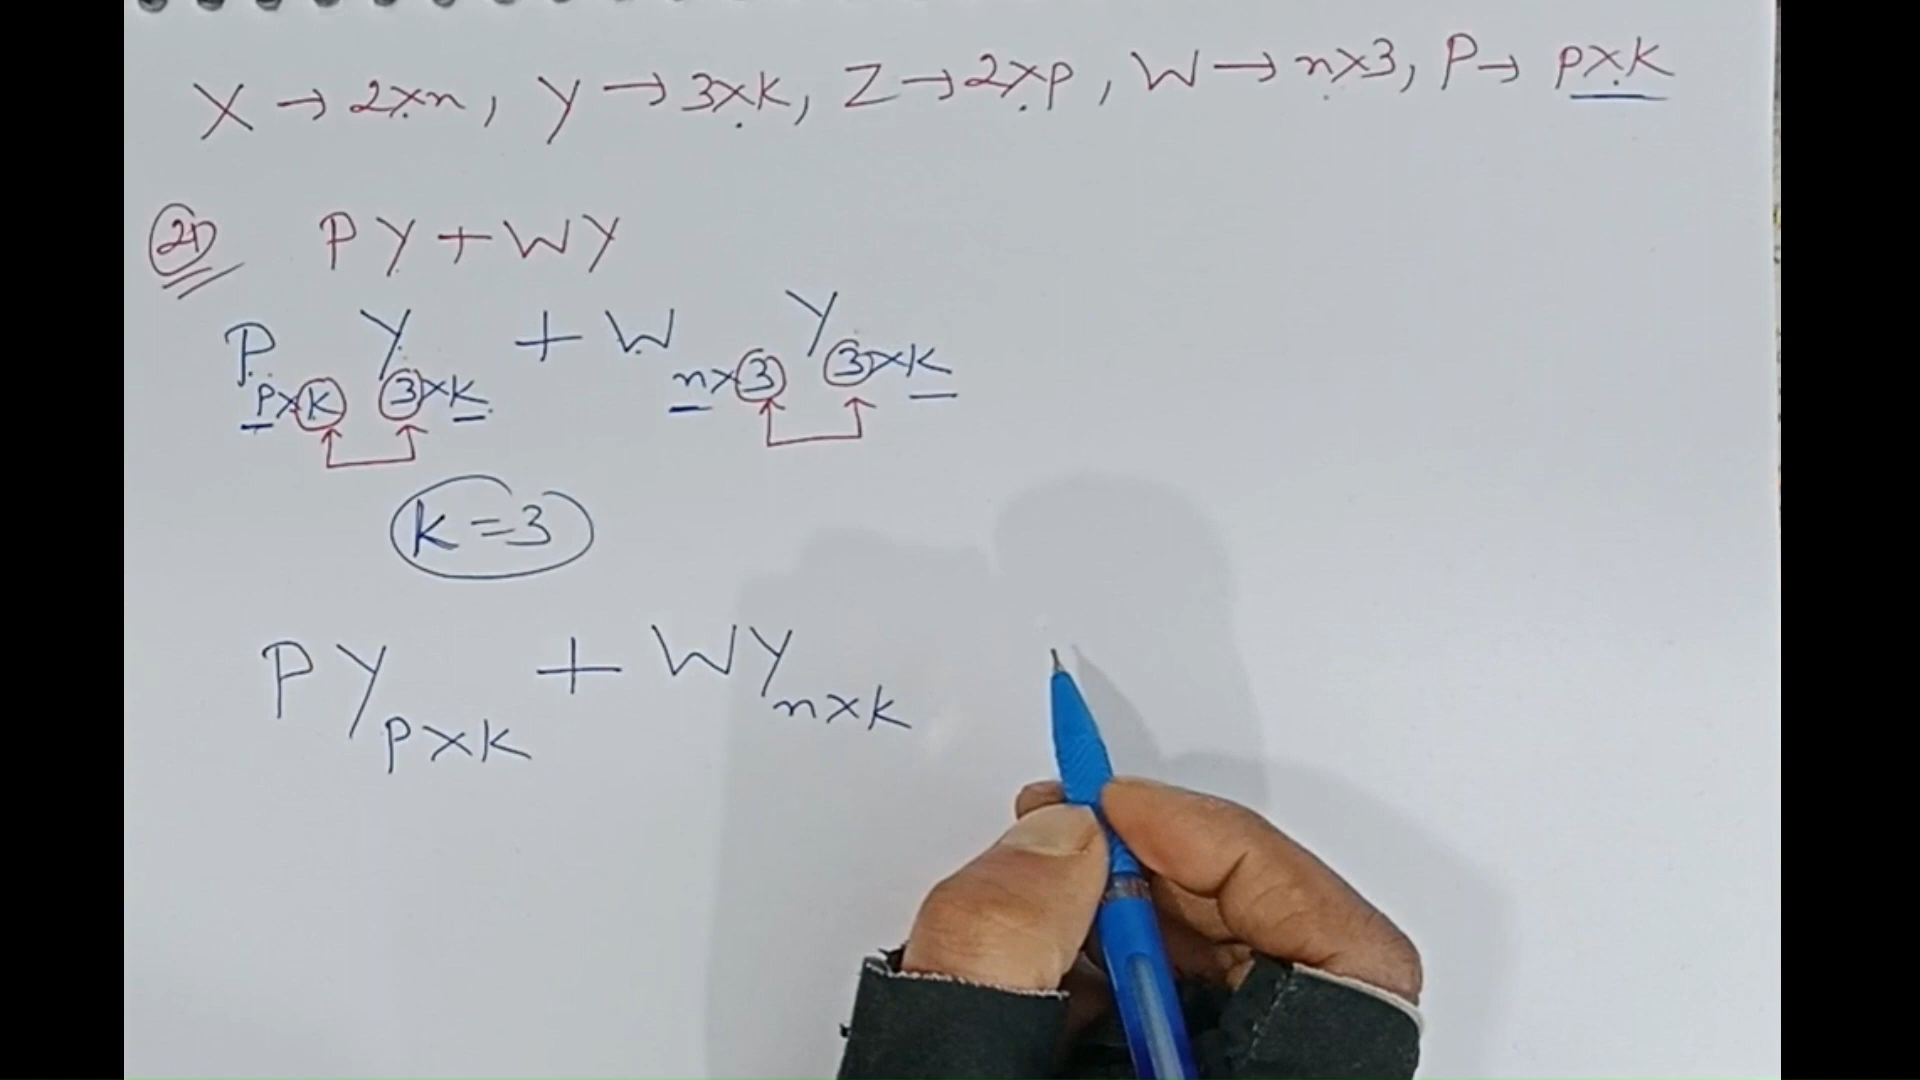 X → 2×n, Y → 3×k, Z → 2×p, W → n×3, P → p×k
21) PY + WY
P p×k Y 3×k + W n×3 Y 3×k
k = 3
PY p×k + WY n×k